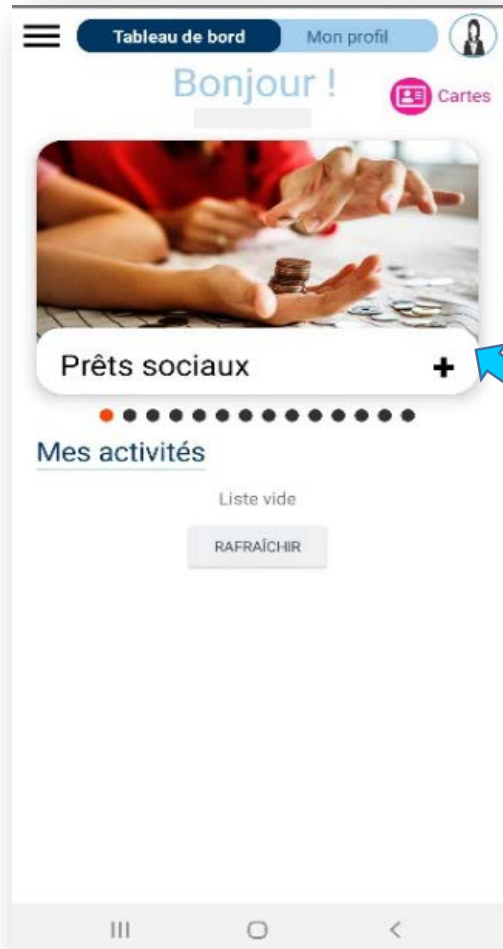 Tableau de bord
Mon profil
Bonjour !
Cartes
Prêts sociaux
Mes activités
Liste vide
RAFRAÎCHIR